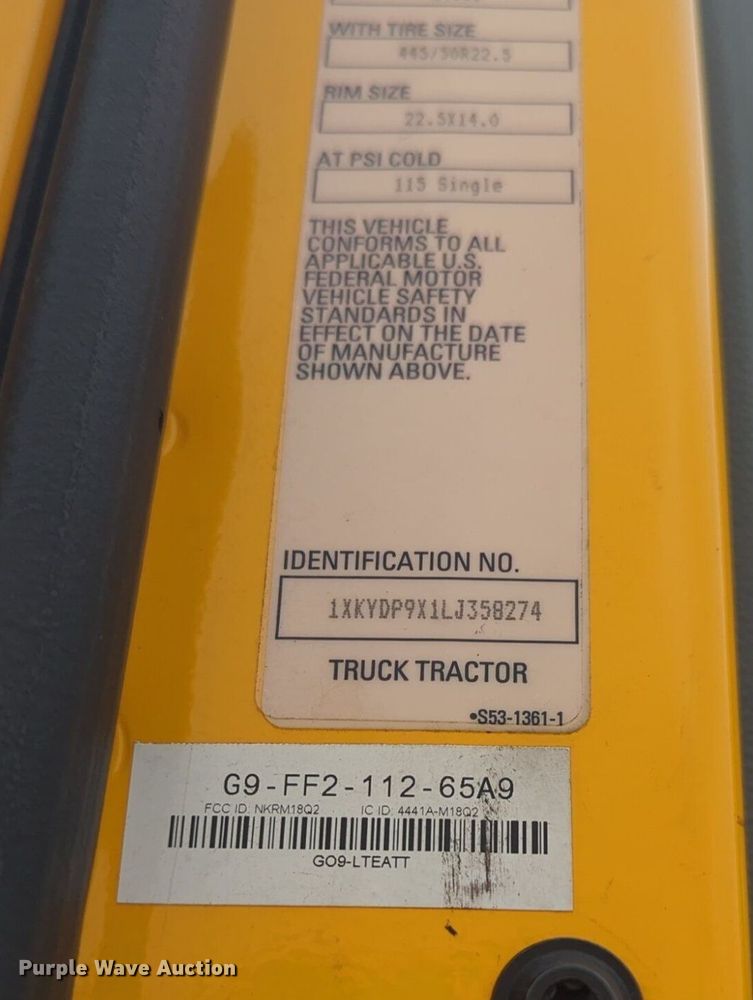 WITH TIRE SIZE
445/50R22.5
RIM SIZE
22.5X14.0
AT PSI COLD
115 Single
THIS VEHICLE
CONFORMS TO ALL
APPLICABLE U.S.
FEDERAL MOTOR
VEHICLE SAFETY
STANDARDS IN
EFFECT ON THE DATE
OF MANUFACTURE
SHOWN ABOVE.
IDENTIFICATION NO.
1XKYDP9X1LJ358274
TRUCK TRACTOR
•S53-1361-1
G9-FF2-112-65A9
FCC ID: NKRM18Q2 IC ID: 4441A-M18Q2
GO9-LTEATT
Purple Wave Auction